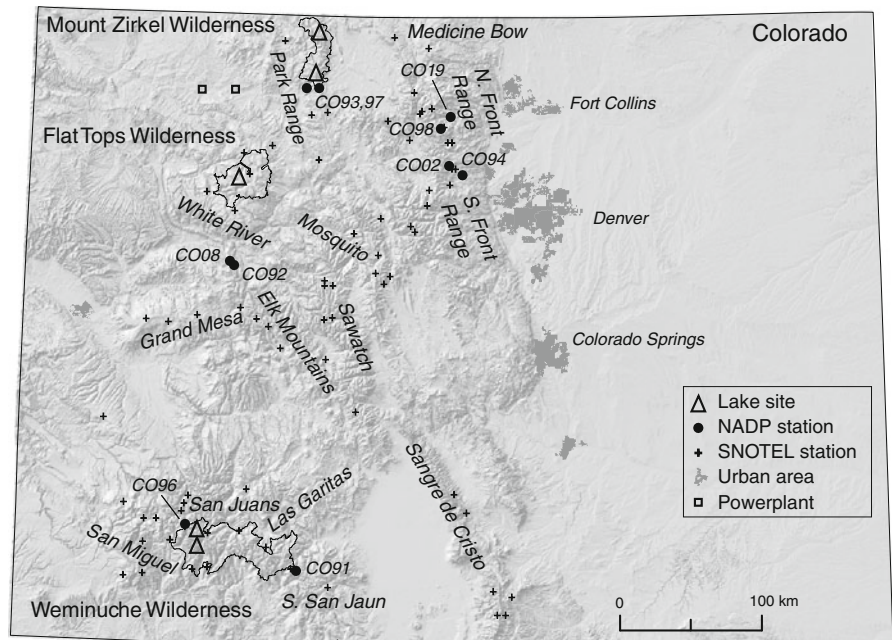 Mount Zirkel Wilderness
Medicine Bow
Colorado
Park Range
CO19
N. Front
Range
CO93,97
Fort Collins
Flat Tops Wilderness
CO98
CO02
CO94
White River
Mosquito
S. Front
Range
Denver
CO08
CO92
Grand Mesa
Elk Mountains
Sawatch
Colorado Springs
Lake site
NADP station
SNOTEL station
Urban area
Powerplant
CO96
San Juans
Las Garitas
Sangre de Cristo
San Miguel
CO91
Weminuche Wilderness
S. San Jaun
0 100 km